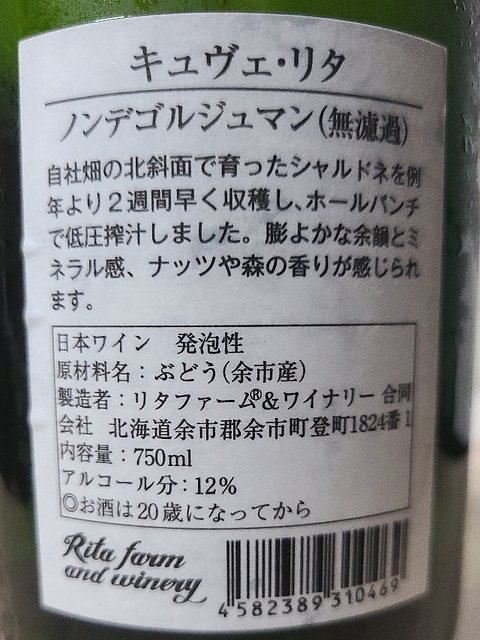 キュヴェ・リタ
ノンデゴルジュマン(無濾過)
自社畑の北斜面で育ったシャルドネを例
年より2週間早く収穫し、ホールバンチ
で低圧搾汁しました。膨よかな余韻とミ
ネラル感、ナッツや森の香りが感じられ
ます。
日本ワイン 発泡性
原材料名：ぶどう(余市産)
製造者：リタファーム®&ワイナリー 合同
会社 北海道余市郡余市町登町1824番1
内容量：750ml
アルコール分：12%
◎お酒は20歳になってから
Rita farm
and winery
4 582389 310469